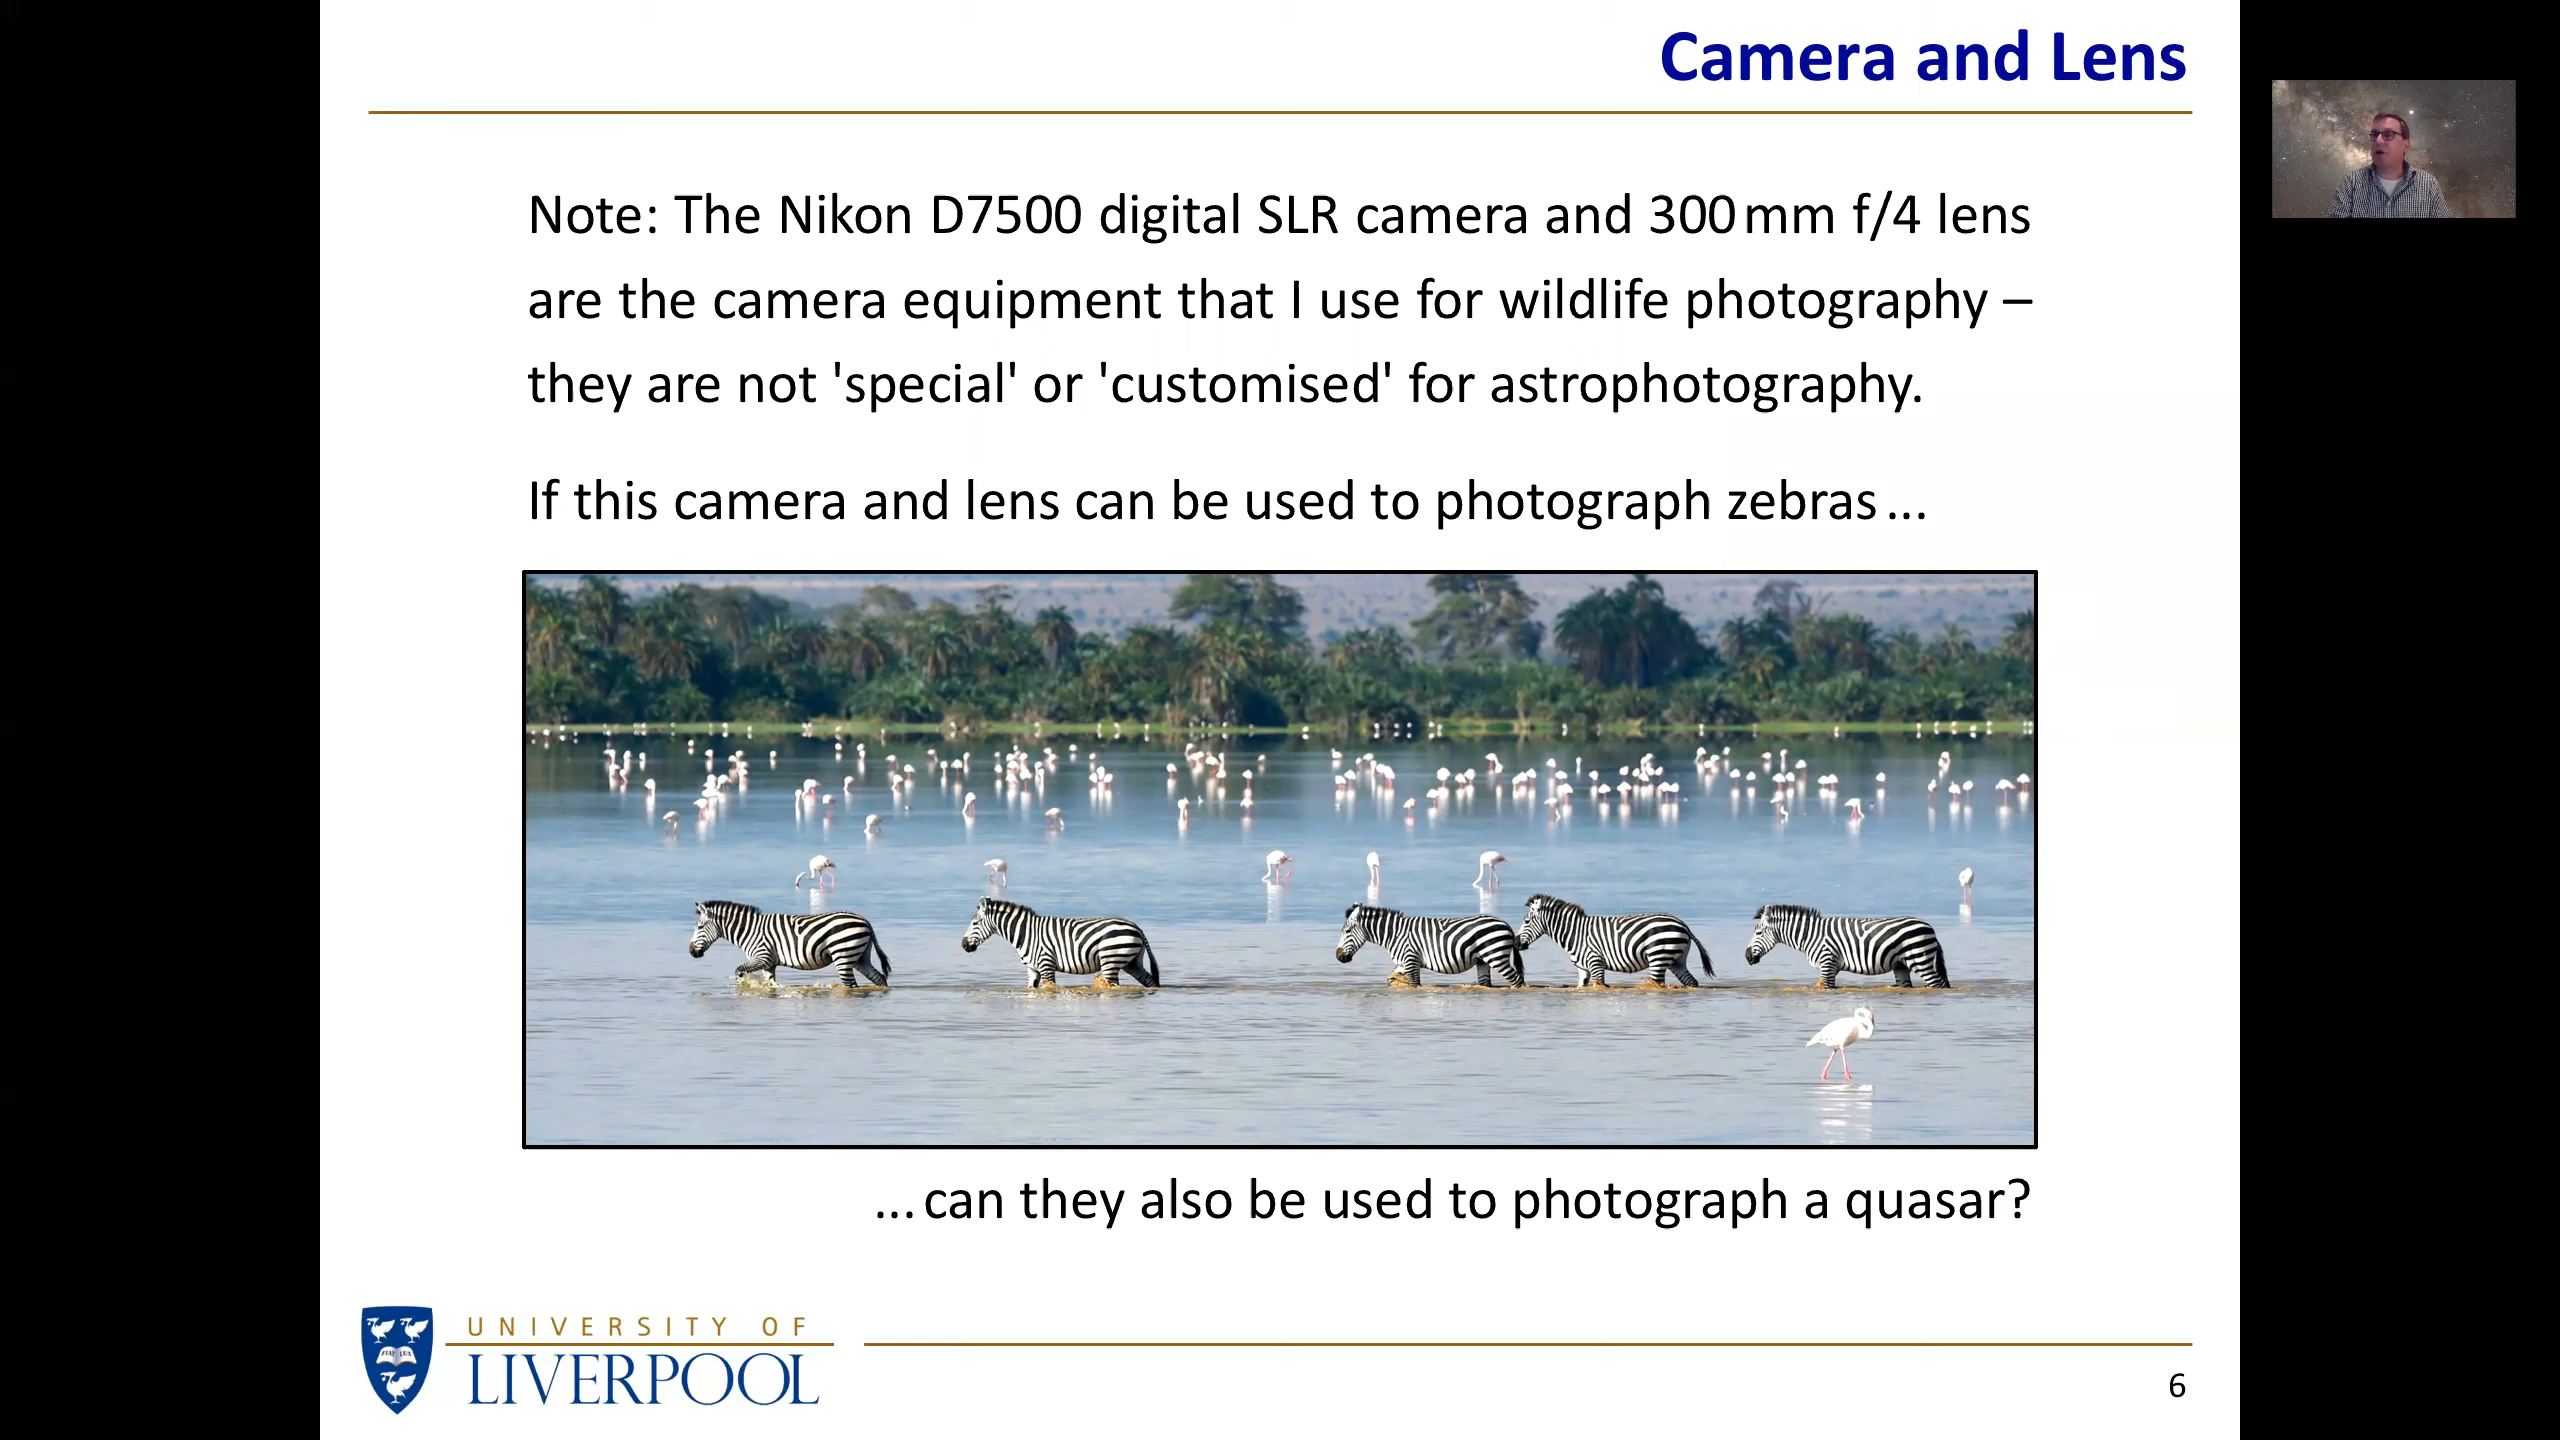 Camera and Lens
Note: The Nikon D7500 digital SLR camera and 300 mm f/4 lens
are the camera equipment that I use for wildlife photography –
they are not 'special' or 'customised' for astrophotography.
If this camera and lens can be used to photograph zebras ...
... can they also be used to photograph a quasar?
FIAT LUX
UNIVERSITY OF
LIVERPOOL
6